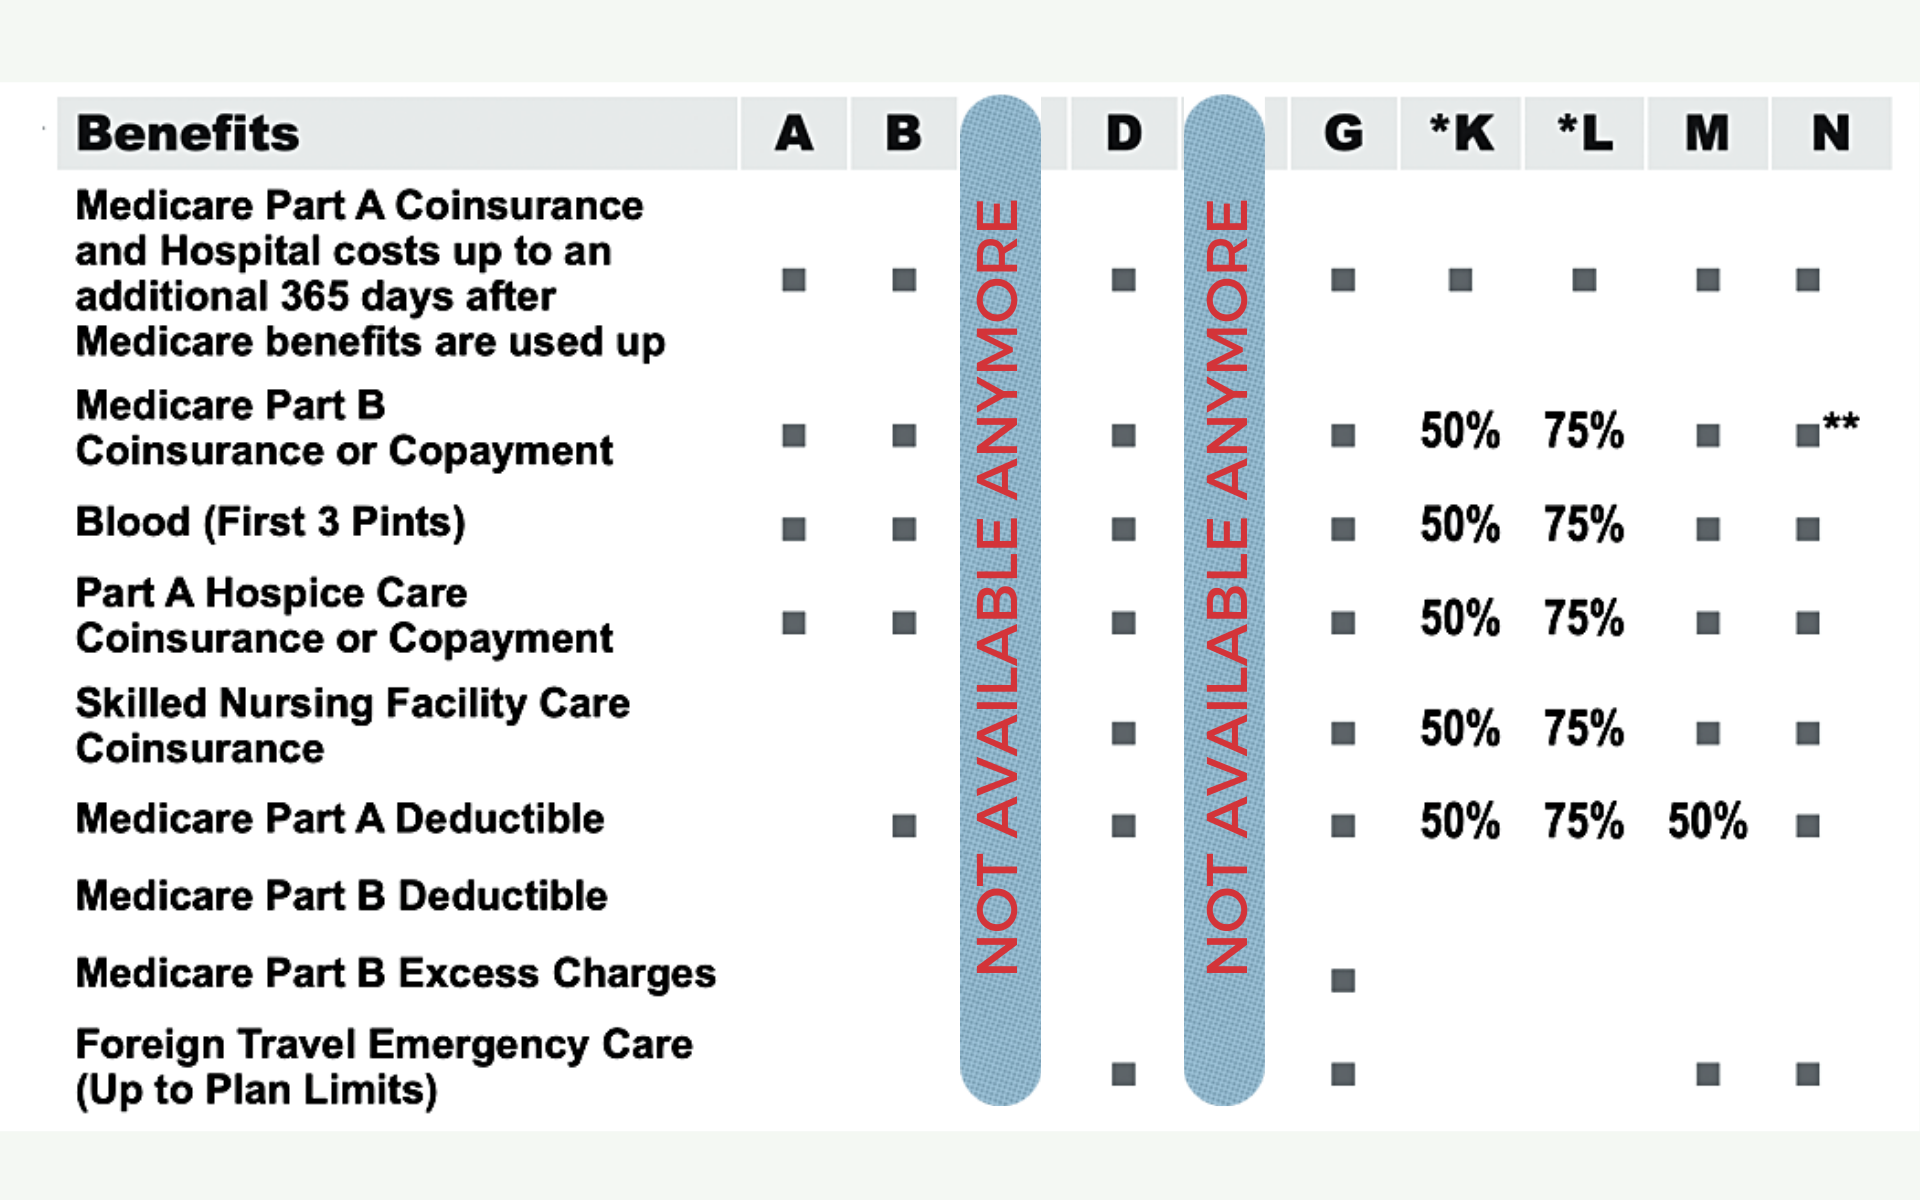 Benefits A B D G *K *L M N
Medicare Part A Coinsurance
and Hospital costs up to an
additional 365 days after
Medicare benefits are used up
■ ■ ■ ■ ■ ■ ■ ■
Medicare Part B
Coinsurance or Copayment
■ ■ ■ ■ 50% 75% ■ ■**
Blood (First 3 Pints) ■ ■ ■ ■ 50% 75% ■ ■
Part A Hospice Care
Coinsurance or Copayment
■ ■ ■ ■ 50% 75% ■ ■
Skilled Nursing Facility Care
Coinsurance
■ ■ 50% 75% ■ ■
Medicare Part A Deductible ■ ■ ■ 50% 75% 50% ■
Medicare Part B Deductible
Medicare Part B Excess Charges ■
Foreign Travel Emergency Care
(Up to Plan Limits)
■ ■ ■ ■
NOT AVAILABLE ANYMORE
NOT AVAILABLE ANYMORE